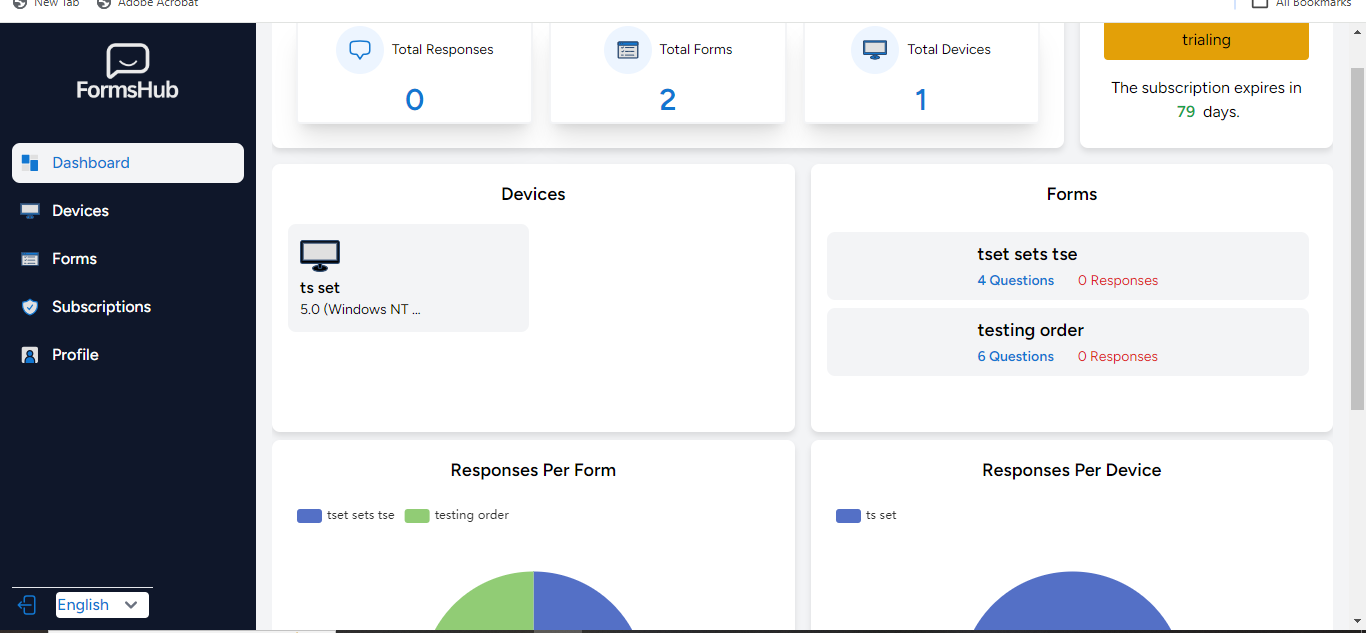 New Tab
Adobe Acrobat
All Bookmarks
FormsHub
Dashboard
Devices
Forms
Subscriptions
Profile
English
Total Responses
0
Total Forms
2
Total Devices
1
trialing
The subscription expires in
79 days.
Devices
ts set
5.0 (Windows NT ...
Forms
tset sets tse
4 Questions 0 Responses
testing order
6 Questions 0 Responses
Responses Per Form
tset sets tse testing order
Responses Per Device
ts set